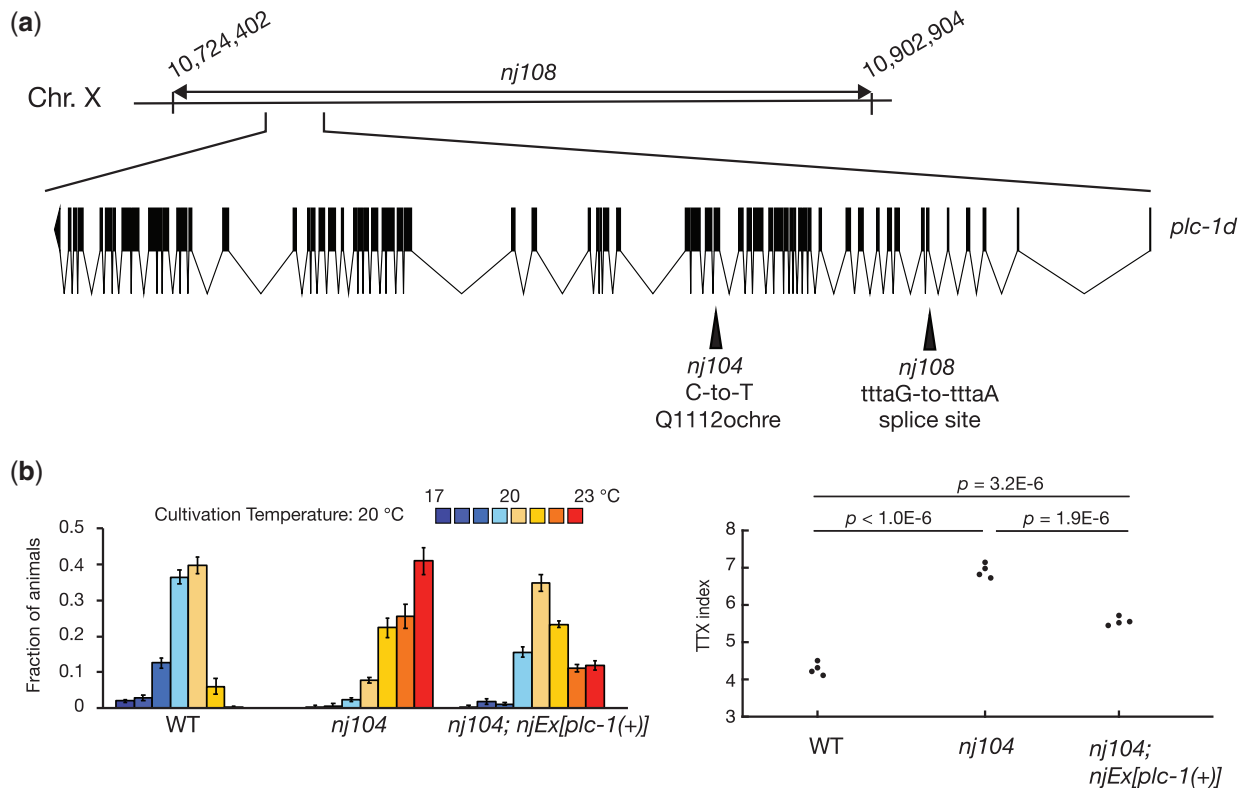 (a)
10,724,402
10,902,904
nj108
Chr. X
plc-1d
nj104
C-to-T
Q1112ochre
nj108
tttaG-to-tttaA
splice site
(b)
17 20 23 °C
Cultivation Temperature: 20 °C
Fraction of animals
0.5
0.4
0.3
0.2
0.1
0
WT
nj104
nj104; njEx[plc-1(+)]
p = 3.2E-6
p < 1.0E-6
p = 1.9E-6
TTX index
8
7
6
5
4
3
WT
nj104
nj104;
njEx[plc-1(+)]